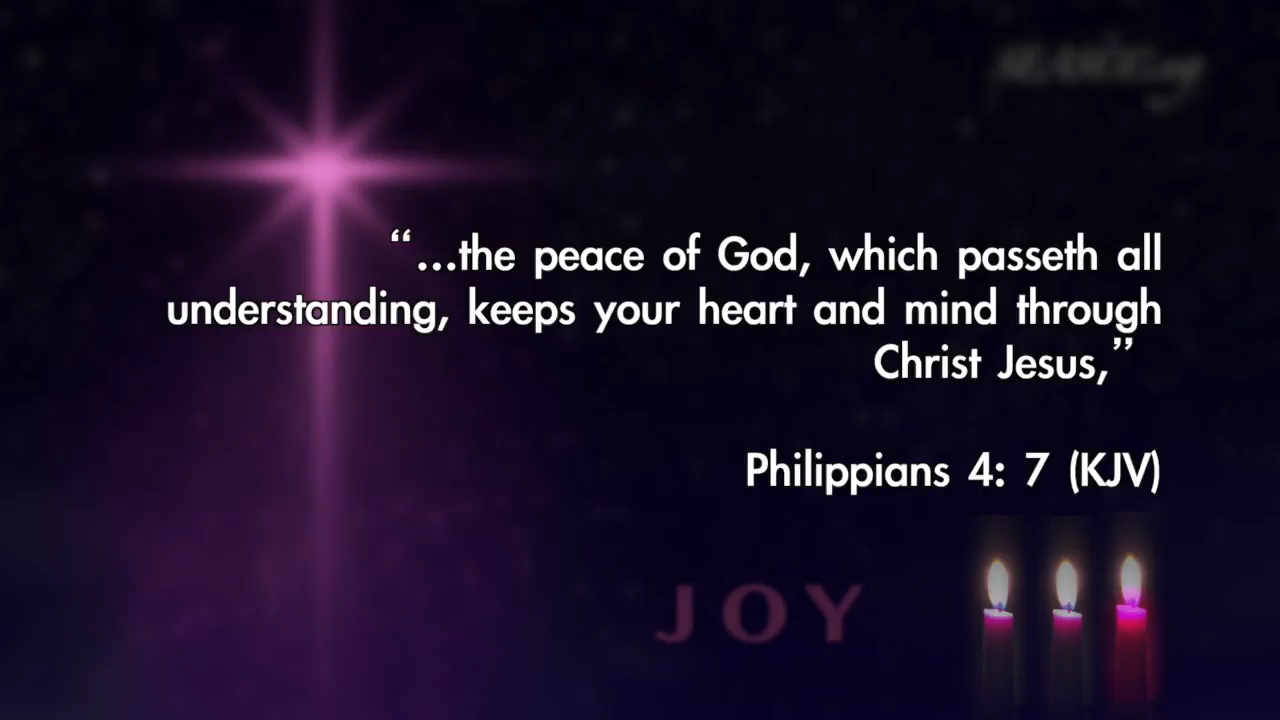 “...the peace of God, which passeth all
understanding, keeps your heart and mind through
Christ Jesus,”
Philippians 4: 7 (KJV)
JOY